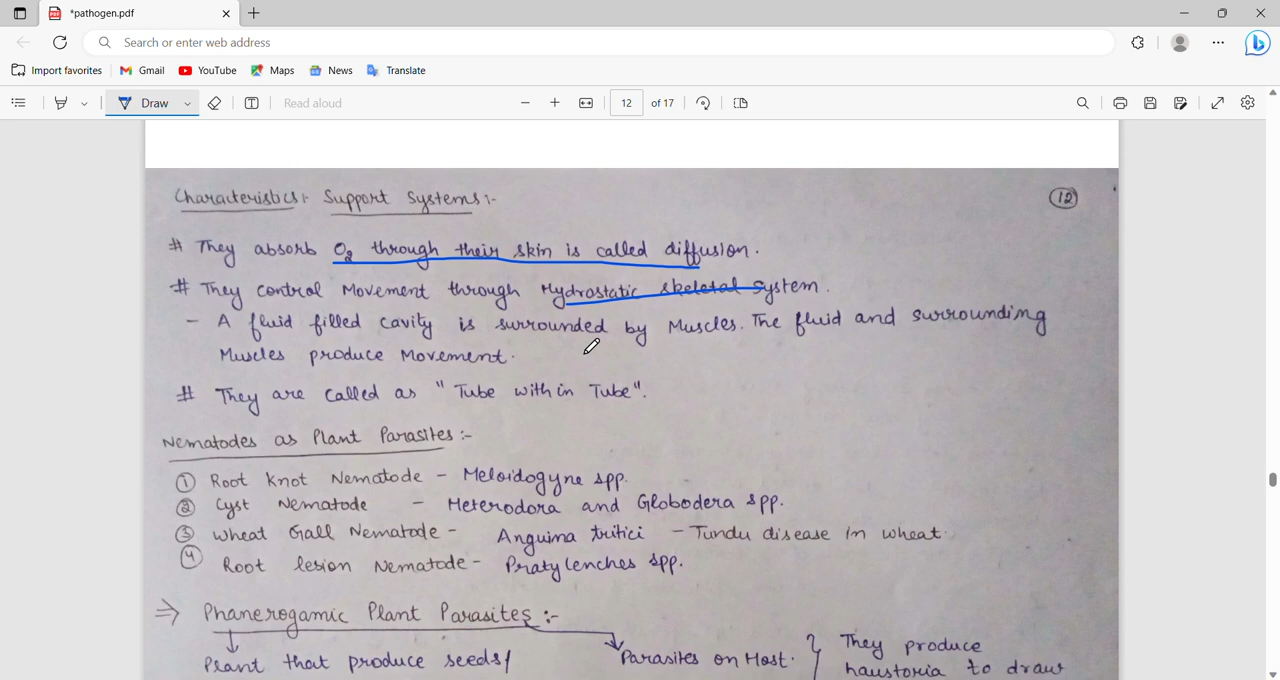 *pathogen.pdf
Search or enter web address
Import favorites Gmail YouTube Maps News Translate
Draw Read aloud 12 of 17
Characteristics:- Support Systems:-
12
# They absorb O2 through their skin is called diffusion.
# They control Movement through Hydrostatic skeletal system.
- A fluid filled cavity is surrounded by Muscles. The fluid and surrounding
Muscles produce Movement.
# They are called as "Tube with in Tube".
Nematodes as Plant Parasites :-
① Root Knot Nematode - Meloidogyne spp.
② Cyst Nematode - Heterodora and Globodera spp.
③ Wheat Gall Nematode - Anguina tritici - Tundu disease in wheat.
④ Root lesion Nematode - Pratylenches spp.
⇒ Phanerogamic Plant Parasites :-
Plant that produce seeds/ Parasites on Host. } They produce
haustoria to draw